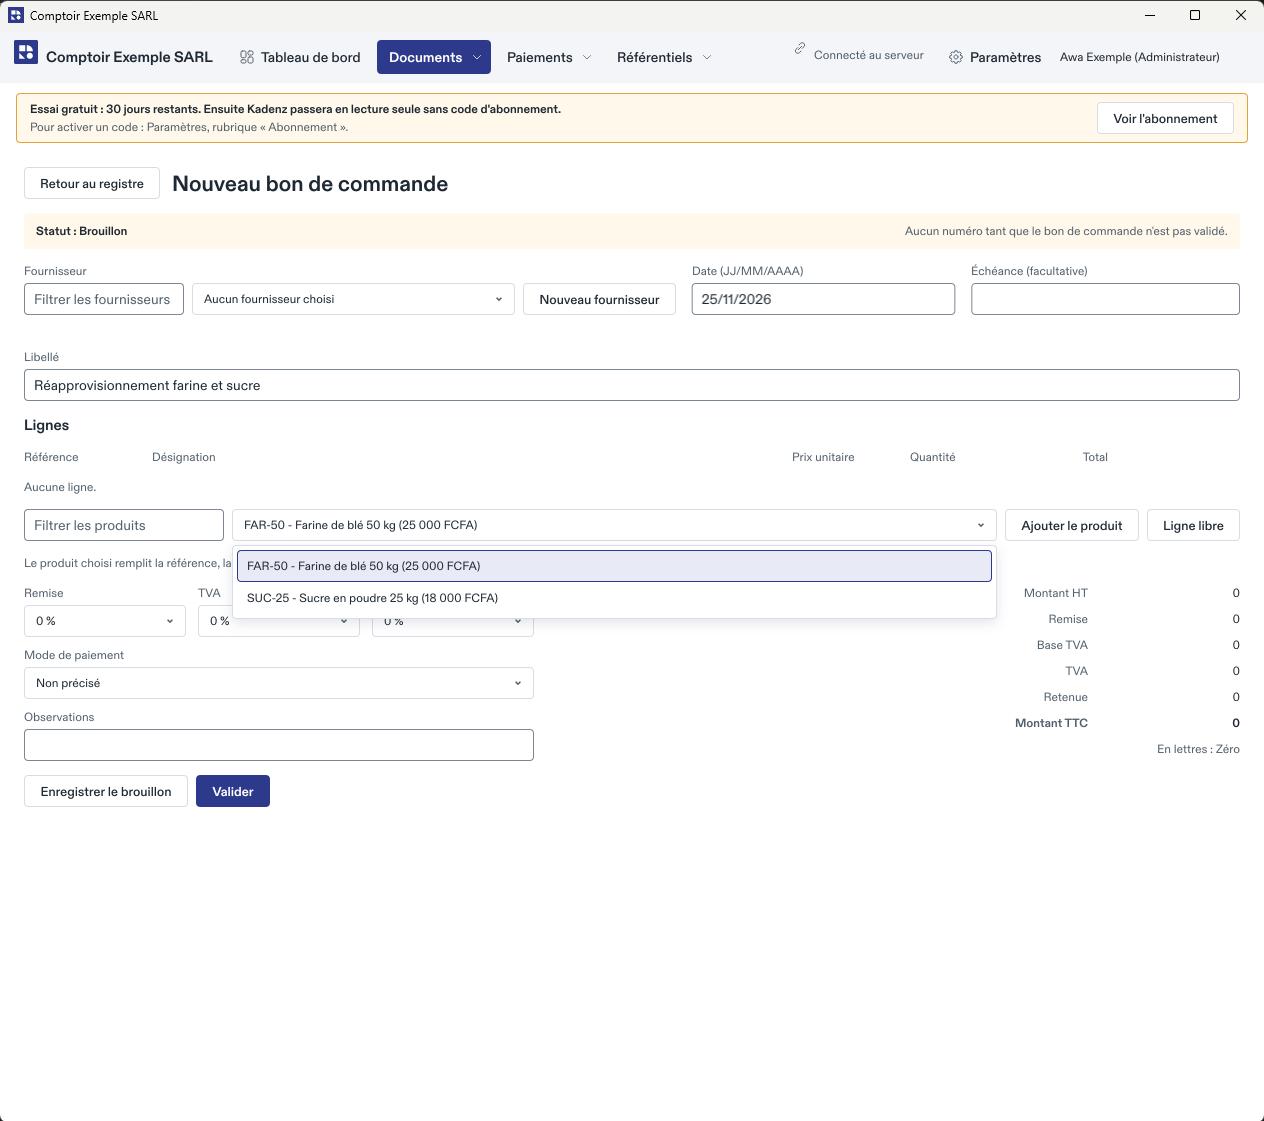 Comptoir Exemple SARL
Comptoir Exemple SARL
Tableau de bord
Documents
Paiements
Référentiels
Connecté au serveur
Paramètres
Awa Exemple (Administrateur)
Essai gratuit : 30 jours restants. Ensuite Kadenz passera en lecture seule sans code d'abonnement.
Pour activer un code : Paramètres, rubrique « Abonnement ».
Voir l'abonnement
Retour au registre
Nouveau bon de commande
Statut : Brouillon
Aucun numéro tant que le bon de commande n'est pas validé.
Fournisseur
Date (JJ/MM/AAAA)
Échéance (facultative)
Filtrer les fournisseurs
Aucun fournisseur choisi
Nouveau fournisseur
25/11/2026
Libellé
Réapprovisionnement farine et sucre
Lignes
Référence
Désignation
Prix unitaire
Quantité
Total
Aucune ligne.
Filtrer les produits
FAR-50 - Farine de blé 50 kg (25 000 FCFA)
Ajouter le produit
Ligne libre
Le produit choisi remplit la référence, la
FAR-50 - Farine de blé 50 kg (25 000 FCFA)
SUC-25 - Sucre en poudre 25 kg (18 000 FCFA)
Remise
TVA
0 %
0 %
0 %
Mode de paiement
Non précisé
Observations
Enregistrer le brouillon
Valider
Montant HT 0
Remise 0
Base TVA 0
TVA 0
Retenue 0
Montant TTC 0
En lettres : Zéro